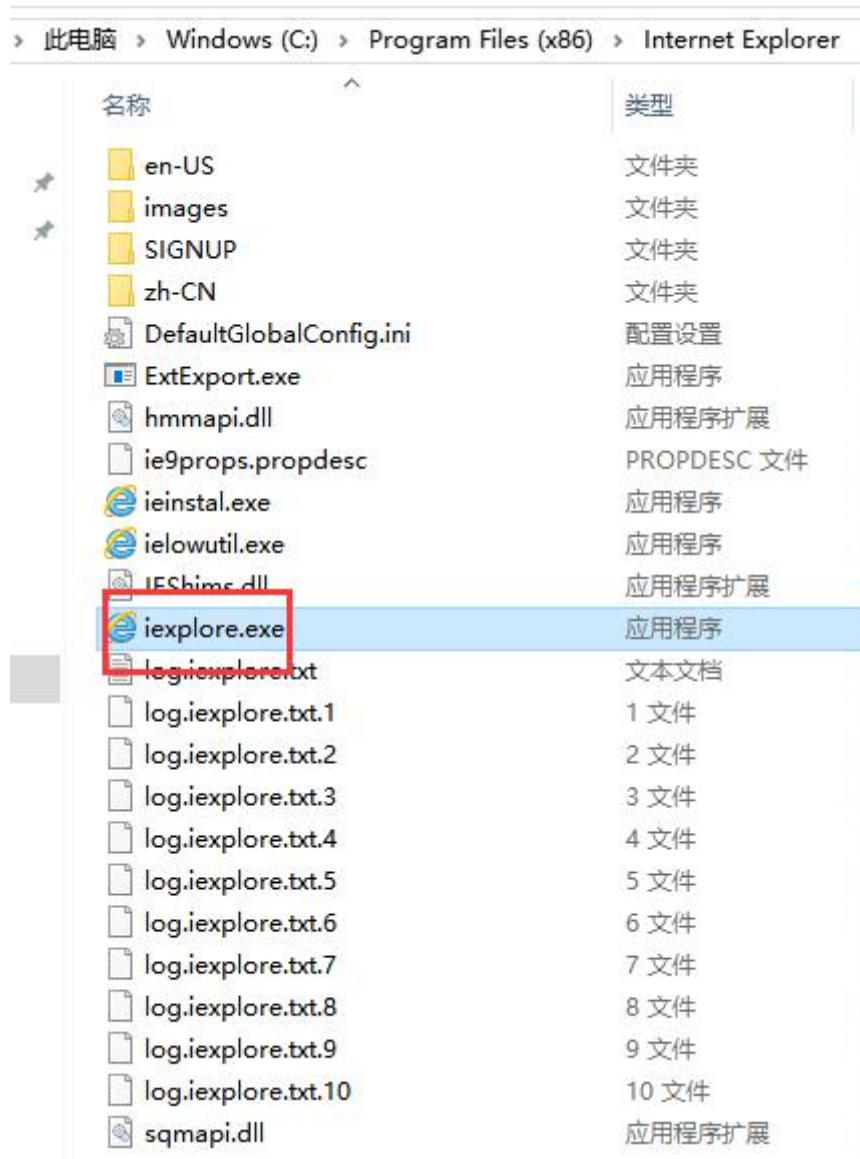 › 此电脑 › Windows (C:) › Program Files (x86) › Internet Explorer
名称 类型
en-US 文件夹
images 文件夹
SIGNUP 文件夹
zh-CN 文件夹
DefaultGlobalConfig.ini 配置设置
ExtExport.exe 应用程序
hmmapi.dll 应用程序扩展
ie9props.propdesc PROPDESC 文件
ieinstal.exe 应用程序
ielowutil.exe 应用程序
IEShims.dll 应用程序扩展
iexplore.exe 应用程序
log.iexplore.txt 文本文档
log.iexplore.txt.1 1 文件
log.iexplore.txt.2 2 文件
log.iexplore.txt.3 3 文件
log.iexplore.txt.4 4 文件
log.iexplore.txt.5 5 文件
log.iexplore.txt.6 6 文件
log.iexplore.txt.7 7 文件
log.iexplore.txt.8 8 文件
log.iexplore.txt.9 9 文件
log.iexplore.txt.10 10 文件
sqmapi.dll 应用程序扩展